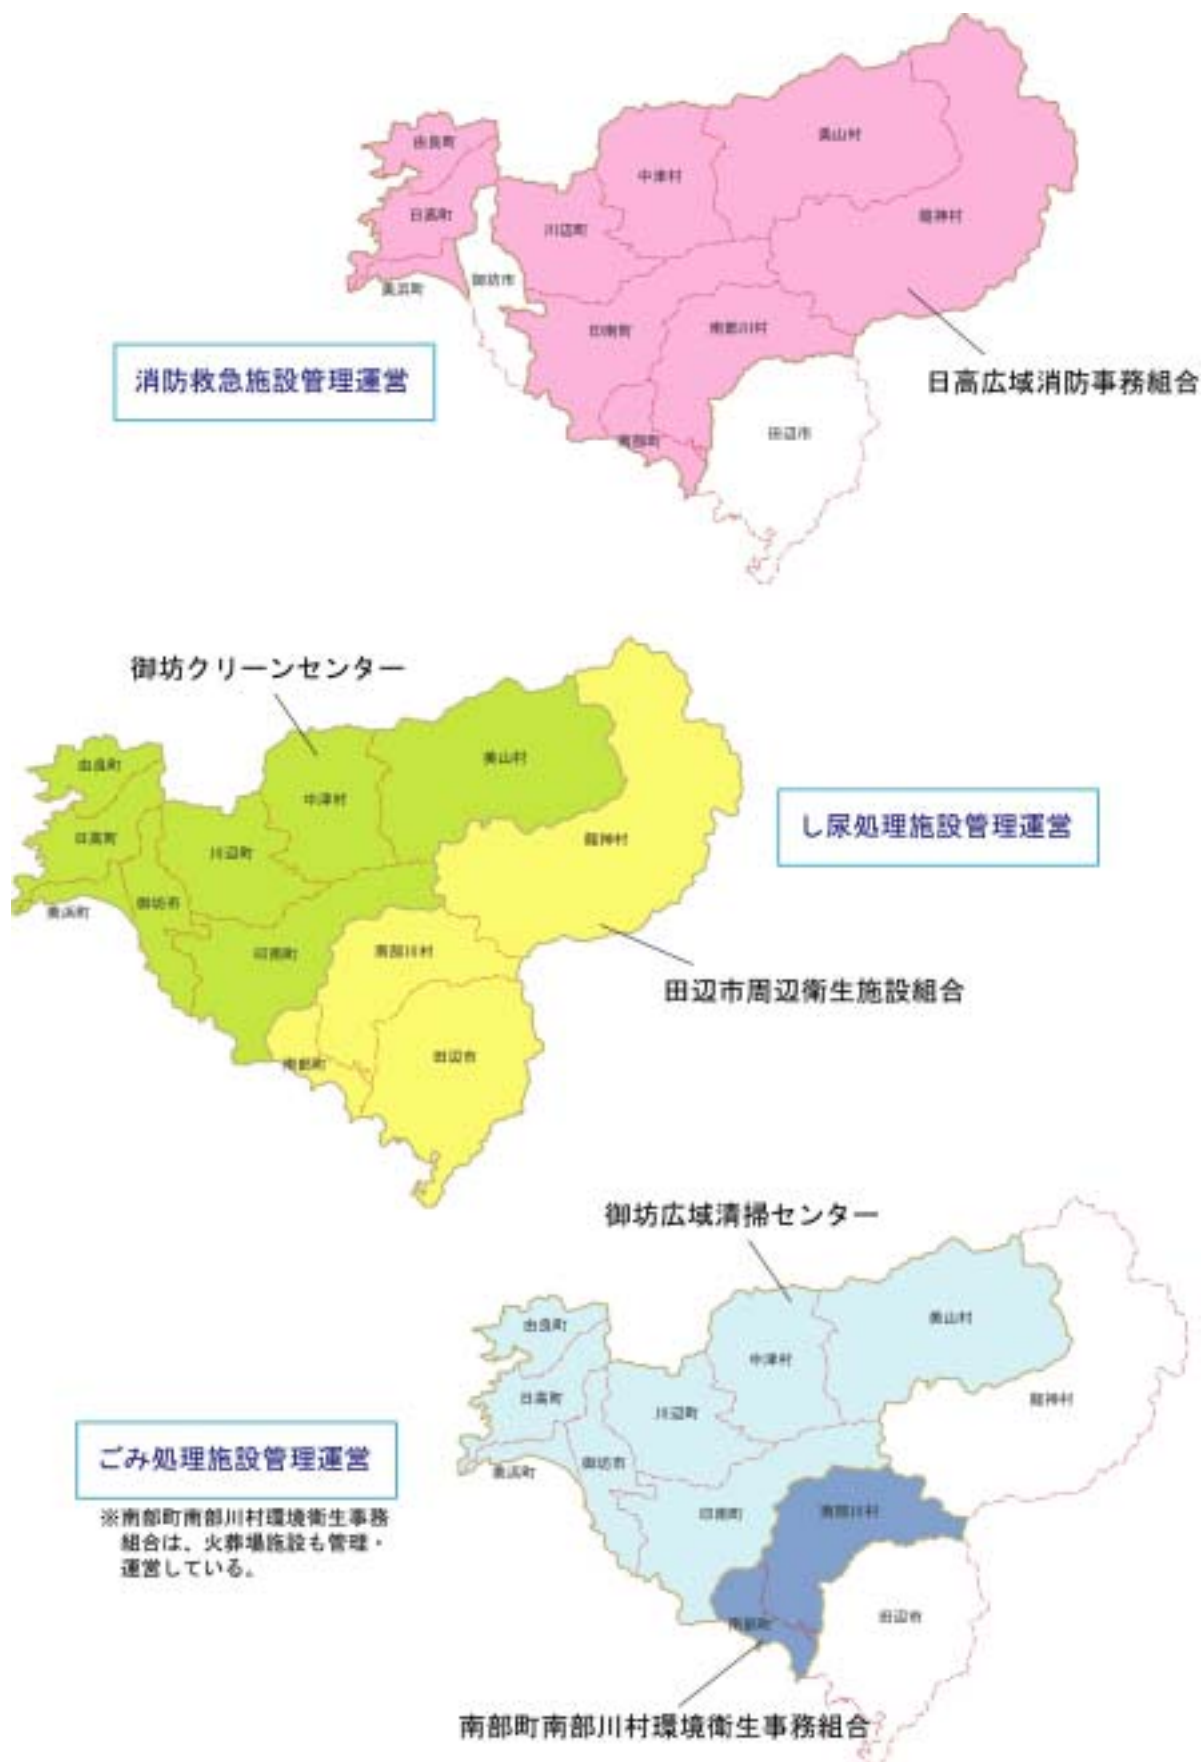 美山村
由良町
中津村
日高町
龍神村
川辺町
御坊市
美浜町
印南町
南部川村
消防救急施設管理運営
日高広域消防事務組合
南部町
田辺市
御坊クリーンセンター
美山村
由良町
中津村
し尿処理施設管理運営
日高町
龍神村
川辺町
御坊市
美浜町
南部川村
印南町
田辺市周辺衛生施設組合
田辺市
南部町
御坊広域清掃センター
美山村
由良町
中津村
日高町
龍神村
川辺町
ごみ処理施設管理運営
御坊市
美浜町
南部川村
印南町
※南部町南部川村環境衛生事務
組合は、火葬場施設も管理・
運営している。
田辺市
南部町
南部町南部川村環境衛生事務組合